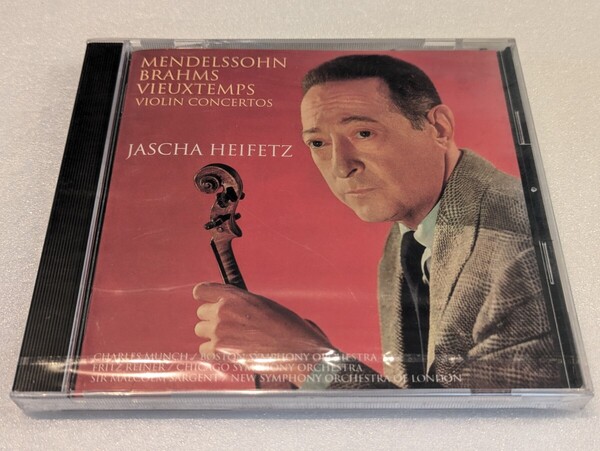 MENDELSSOHN
BRAHMS
VIEUXTEMPS
VIOLIN CONCERTOS
JASCHA HEIFETZ
CHARLES MUNCH / BOSTON SYMPHONY ORCHESTRA
FRITZ REINER / CHICAGO SYMPHONY ORCHESTRA
SIR MALCOLM SARGENT / NEW SYMPHONY ORCHESTRA OF LONDON